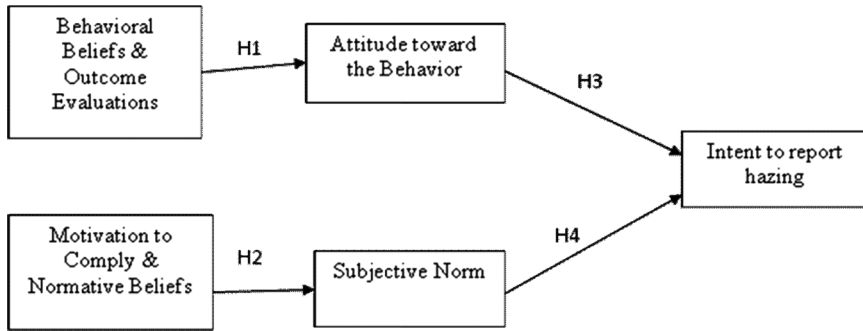 Behavioral
Beliefs &
Outcome
Evaluations
H1
Attitude toward
the Behavior
H3
Intent to report
hazing
Motivation to
Comply &
Normative Beliefs
H2
Subjective Norm
H4